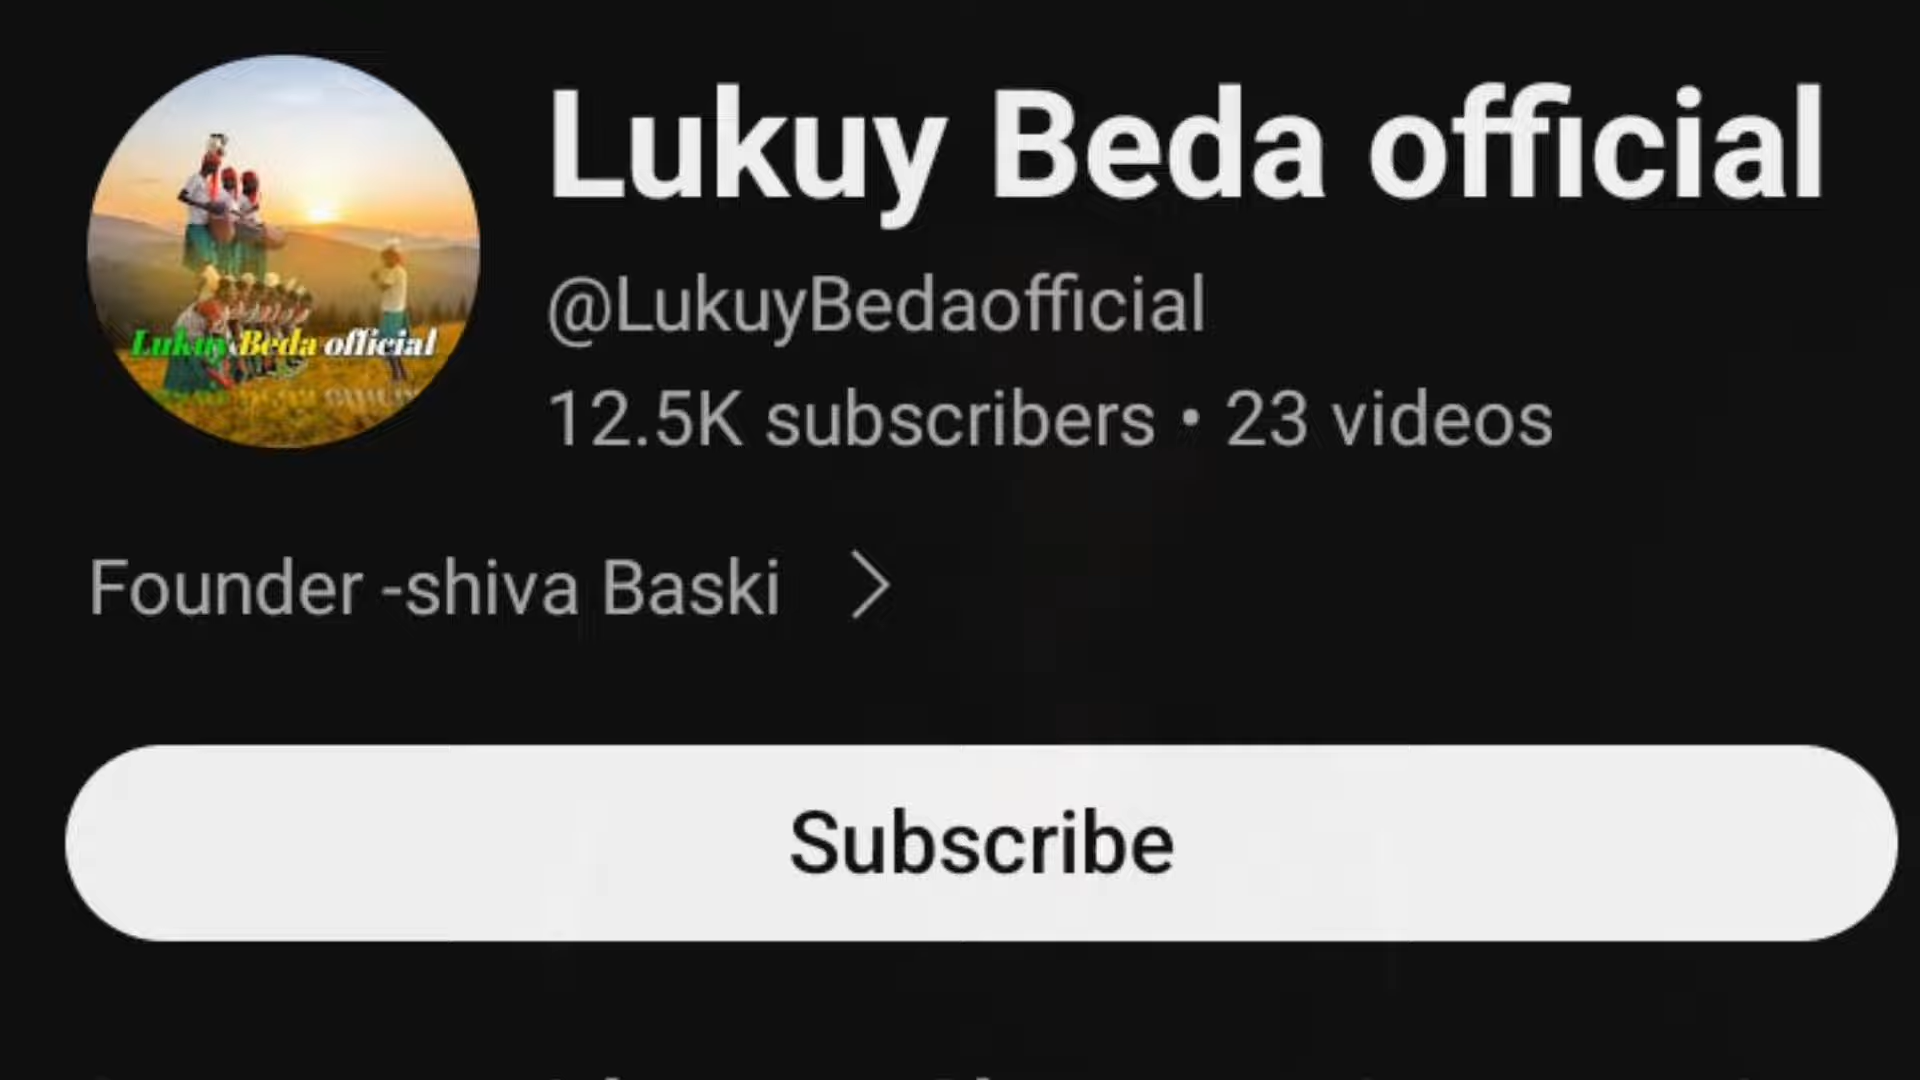 Lukuy Beda official
Lukuy Beda official
@LukuyBedaofficial
12.5K subscribers • 23 videos
Founder -shiva Baski
Subscribe